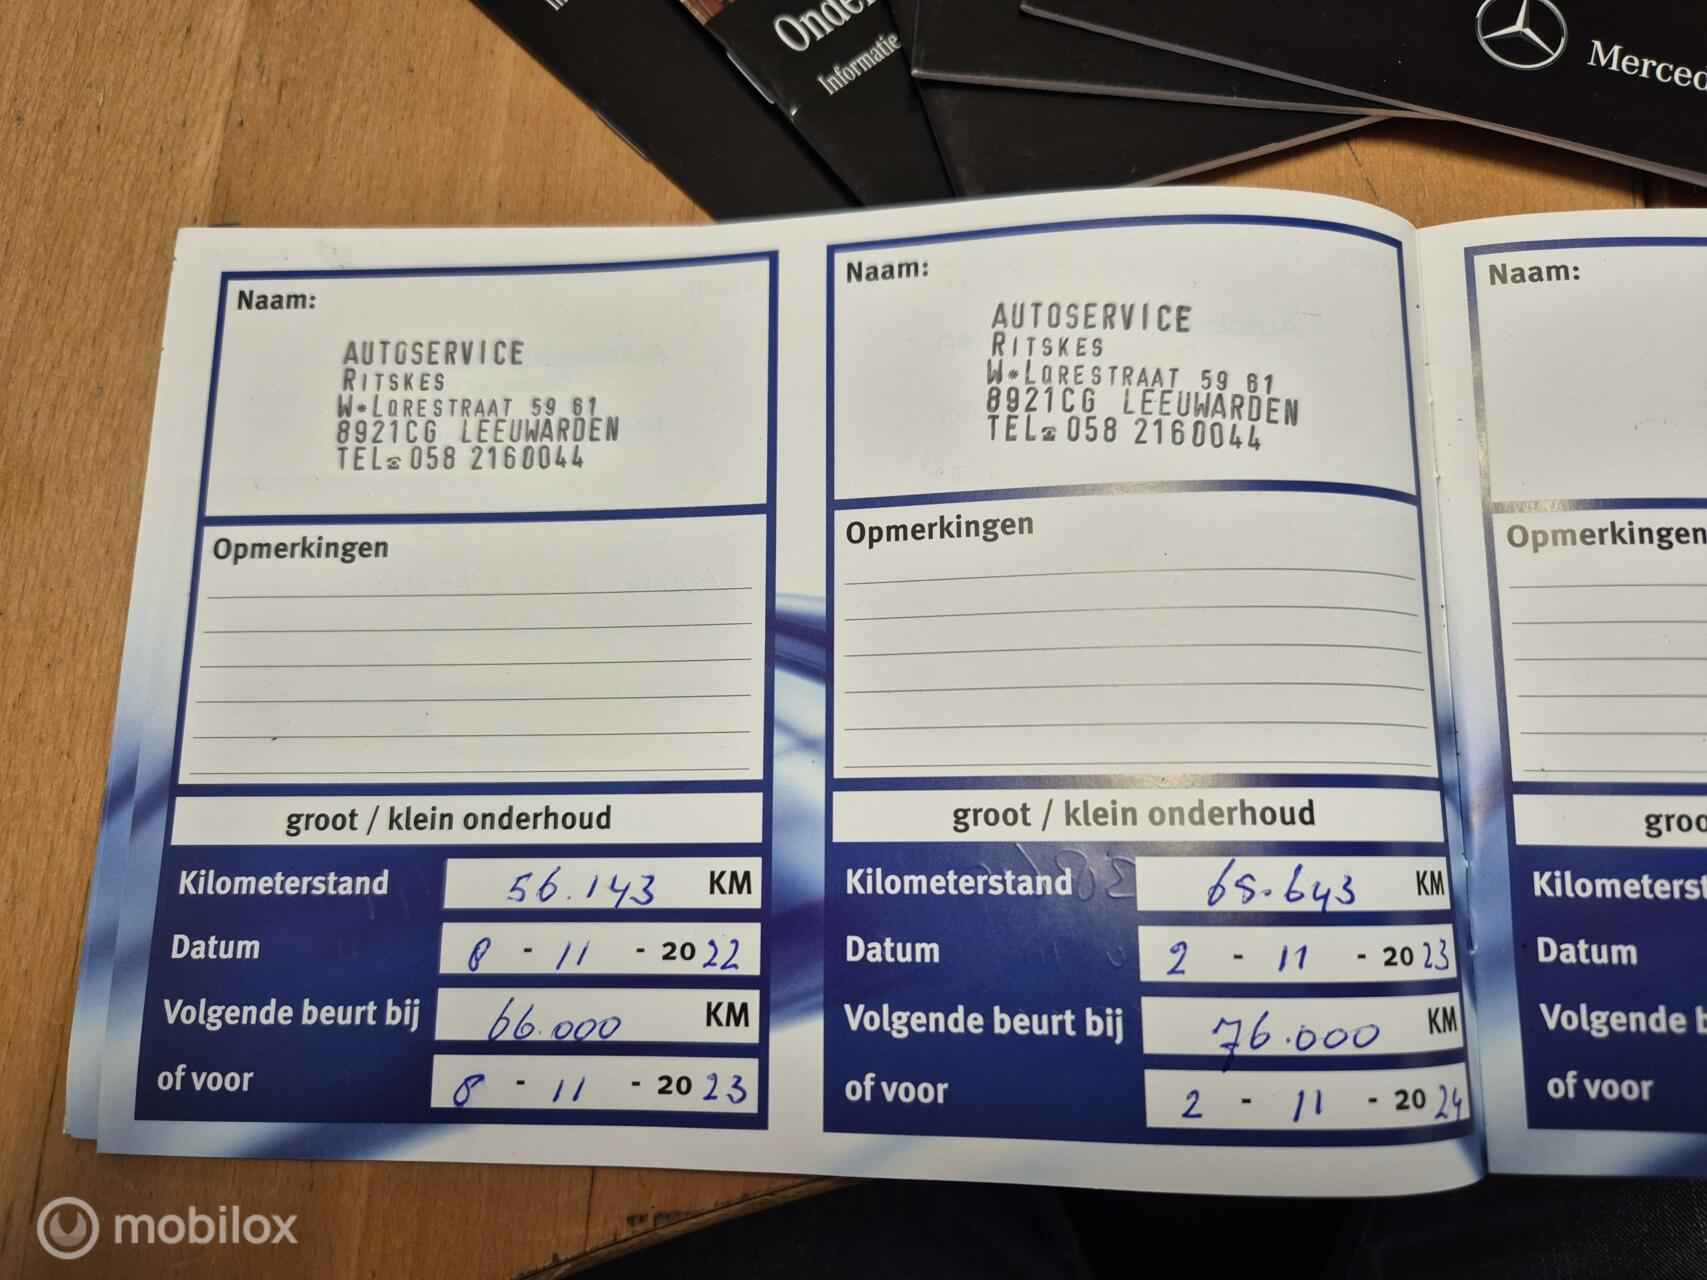 Onde
Informatie
Merced
Naam:
AUTOSERVICE
RITSKES
W.LORESTRAAT 59 61
8921CG LEEUWARDEN
TEL☎058 2160044
Opmerkingen
groot / klein onderhoud
Kilometerstand 56.143 KM
Datum 8 - 11 - 2022
Volgende beurt bij 66.000 KM
of voor 8 - 11 - 2023
Naam:
AUTOSERVICE
RITSKES
W.LORESTRAAT 59 61
8921CG LEEUWARDEN
TEL☎058 2160044
Opmerkingen
groot / klein onderhoud
Kilometerstand 68.643 KM
Datum 2 - 11 - 2023
Volgende beurt bij 76.000 KM
of voor 2 - 11 - 2024
Naam:
Opmerkingen
groo
Kilometerst
Datum
Volgende b
of voor
mobilox